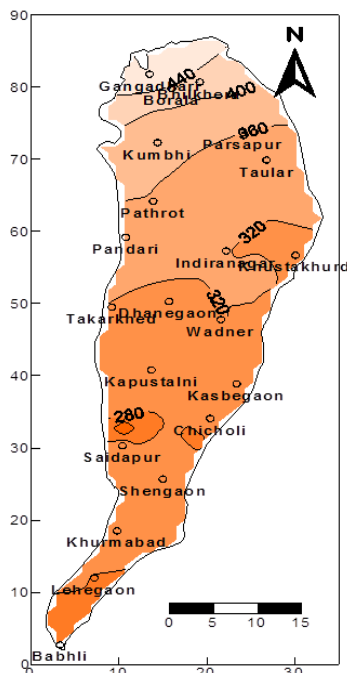 N
90
80
70
60
50
40
30
20
10
0
440
400
360
320
320
280
Gangadhari
Bhilkheda
Borala
Parsapur
Kumbhi
Taular
Pathrot
Pandari
Indiranagar
Khustakhurd
Dhanegaon
Takarkhed
Wadner
Kapustalni
Kasbegaon
Chicholi
Saidapur
Shengaon
Khurmabad
Lehegaon
Babhli
0 5 10 15
0 10 20 30